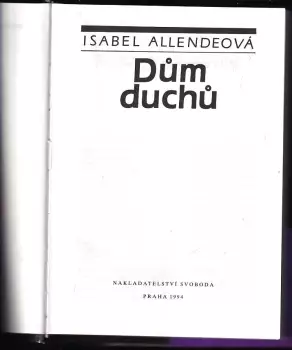 ISABEL ALLENDEOVÁ
Dům
duchů
NAKLADATELSTVÍ SVOBODA
PRAHA 1994